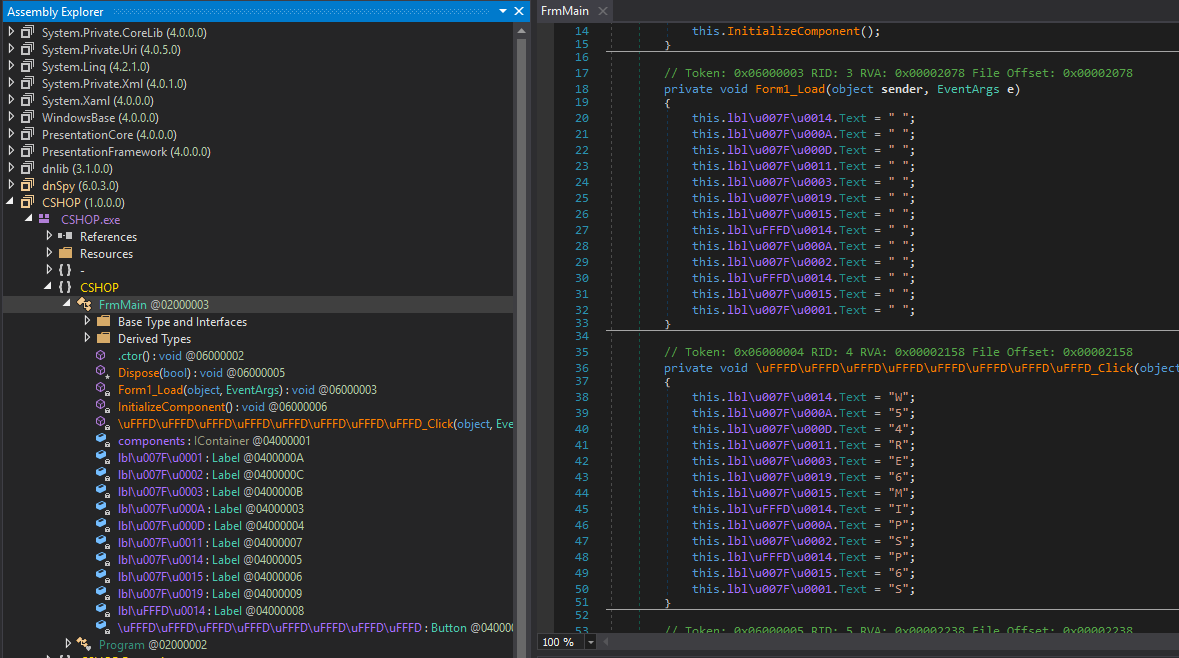 Assembly Explorer
System.Private.CoreLib (4.0.0.0)
System.Private.Uri (4.0.5.0)
System.Linq (4.2.1.0)
System.Private.Xml (4.0.1.0)
System.Xaml (4.0.0.0)
WindowsBase (4.0.0.0)
PresentationCore (4.0.0.0)
PresentationFramework (4.0.0.0)
dnlib (3.1.0.0)
dnSpy (6.0.3.0)
CSHOP (1.0.0.0)
CSHOP.exe
References
Resources
{ } -
{ } CSHOP
FrmMain @02000003
Base Type and Interfaces
Derived Types
.ctor() : void @06000002
Dispose(bool) : void @06000005
Form1_Load(object, EventArgs) : void @06000003
InitializeComponent() : void @06000006
\uFFFD\uFFFD\uFFFD\uFFFD\uFFFD\uFFFD\uFFFD\uFFFD_Click(object, Eve
components : IContainer @04000001
lbl\u007F\u0001 : Label @0400000A
lbl\u007F\u0002 : Label @0400000C
lbl\u007F\u0003 : Label @0400000B
lbl\u007F\u000A : Label @04000003
lbl\u007F\u000D : Label @04000004
lbl\u007F\u0011 : Label @04000007
lbl\u007F\u0014 : Label @04000005
lbl\u007F\u0015 : Label @04000006
lbl\u007F\u0019 : Label @04000009
lbl\uFFFD\u0014 : Label @04000008
\uFFFD\uFFFD\uFFFD\uFFFD\uFFFD\uFFFD\uFFFD\uFFFD : Button @040000
Program @02000002
FrmMain
14 this.InitializeComponent();
15 }
16
17 // Token: 0x06000003 RID: 3 RVA: 0x00002078 File Offset: 0x00002078
18 private void Form1_Load(object sender, EventArgs e)
19 {
20 this.lbl\u007F\u0014.Text = " ";
21 this.lbl\u007F\u000A.Text = " ";
22 this.lbl\u007F\u000D.Text = " ";
23 this.lbl\u007F\u0011.Text = " ";
24 this.lbl\u007F\u0003.Text = " ";
25 this.lbl\u007F\u0019.Text = " ";
26 this.lbl\u007F\u0015.Text = " ";
27 this.lbl\uFFFD\u0014.Text = " ";
28 this.lbl\u007F\u000A.Text = " ";
29 this.lbl\u007F\u0002.Text = " ";
30 this.lbl\uFFFD\u0014.Text = " ";
31 this.lbl\u007F\u0015.Text = " ";
32 this.lbl\u007F\u0001.Text = " ";
33 }
34
35 // Token: 0x06000004 RID: 4 RVA: 0x00002158 File Offset: 0x00002158
36 private void \uFFFD\uFFFD\uFFFD\uFFFD\uFFFD\uFFFD\uFFFD\uFFFD_Click(object
37 {
38 this.lbl\u007F\u0014.Text = "W";
39 this.lbl\u007F\u000A.Text = "5";
40 this.lbl\u007F\u000D.Text = "4";
41 this.lbl\u007F\u0011.Text = "R";
42 this.lbl\u007F\u0003.Text = "E";
43 this.lbl\u007F\u0019.Text = "6";
44 this.lbl\u007F\u0015.Text = "M";
45 this.lbl\uFFFD\u0014.Text = "I";
46 this.lbl\u007F\u000A.Text = "P";
47 this.lbl\u007F\u0002.Text = "S";
48 this.lbl\uFFFD\u0014.Text = "P";
49 this.lbl\u007F\u0015.Text = "6";
50 this.lbl\u007F\u0001.Text = "S";
51 }
52
53 // Token: 0x06000005 RID: 5 RVA: 0x00002238 File Offset: 0x00002238
100 %